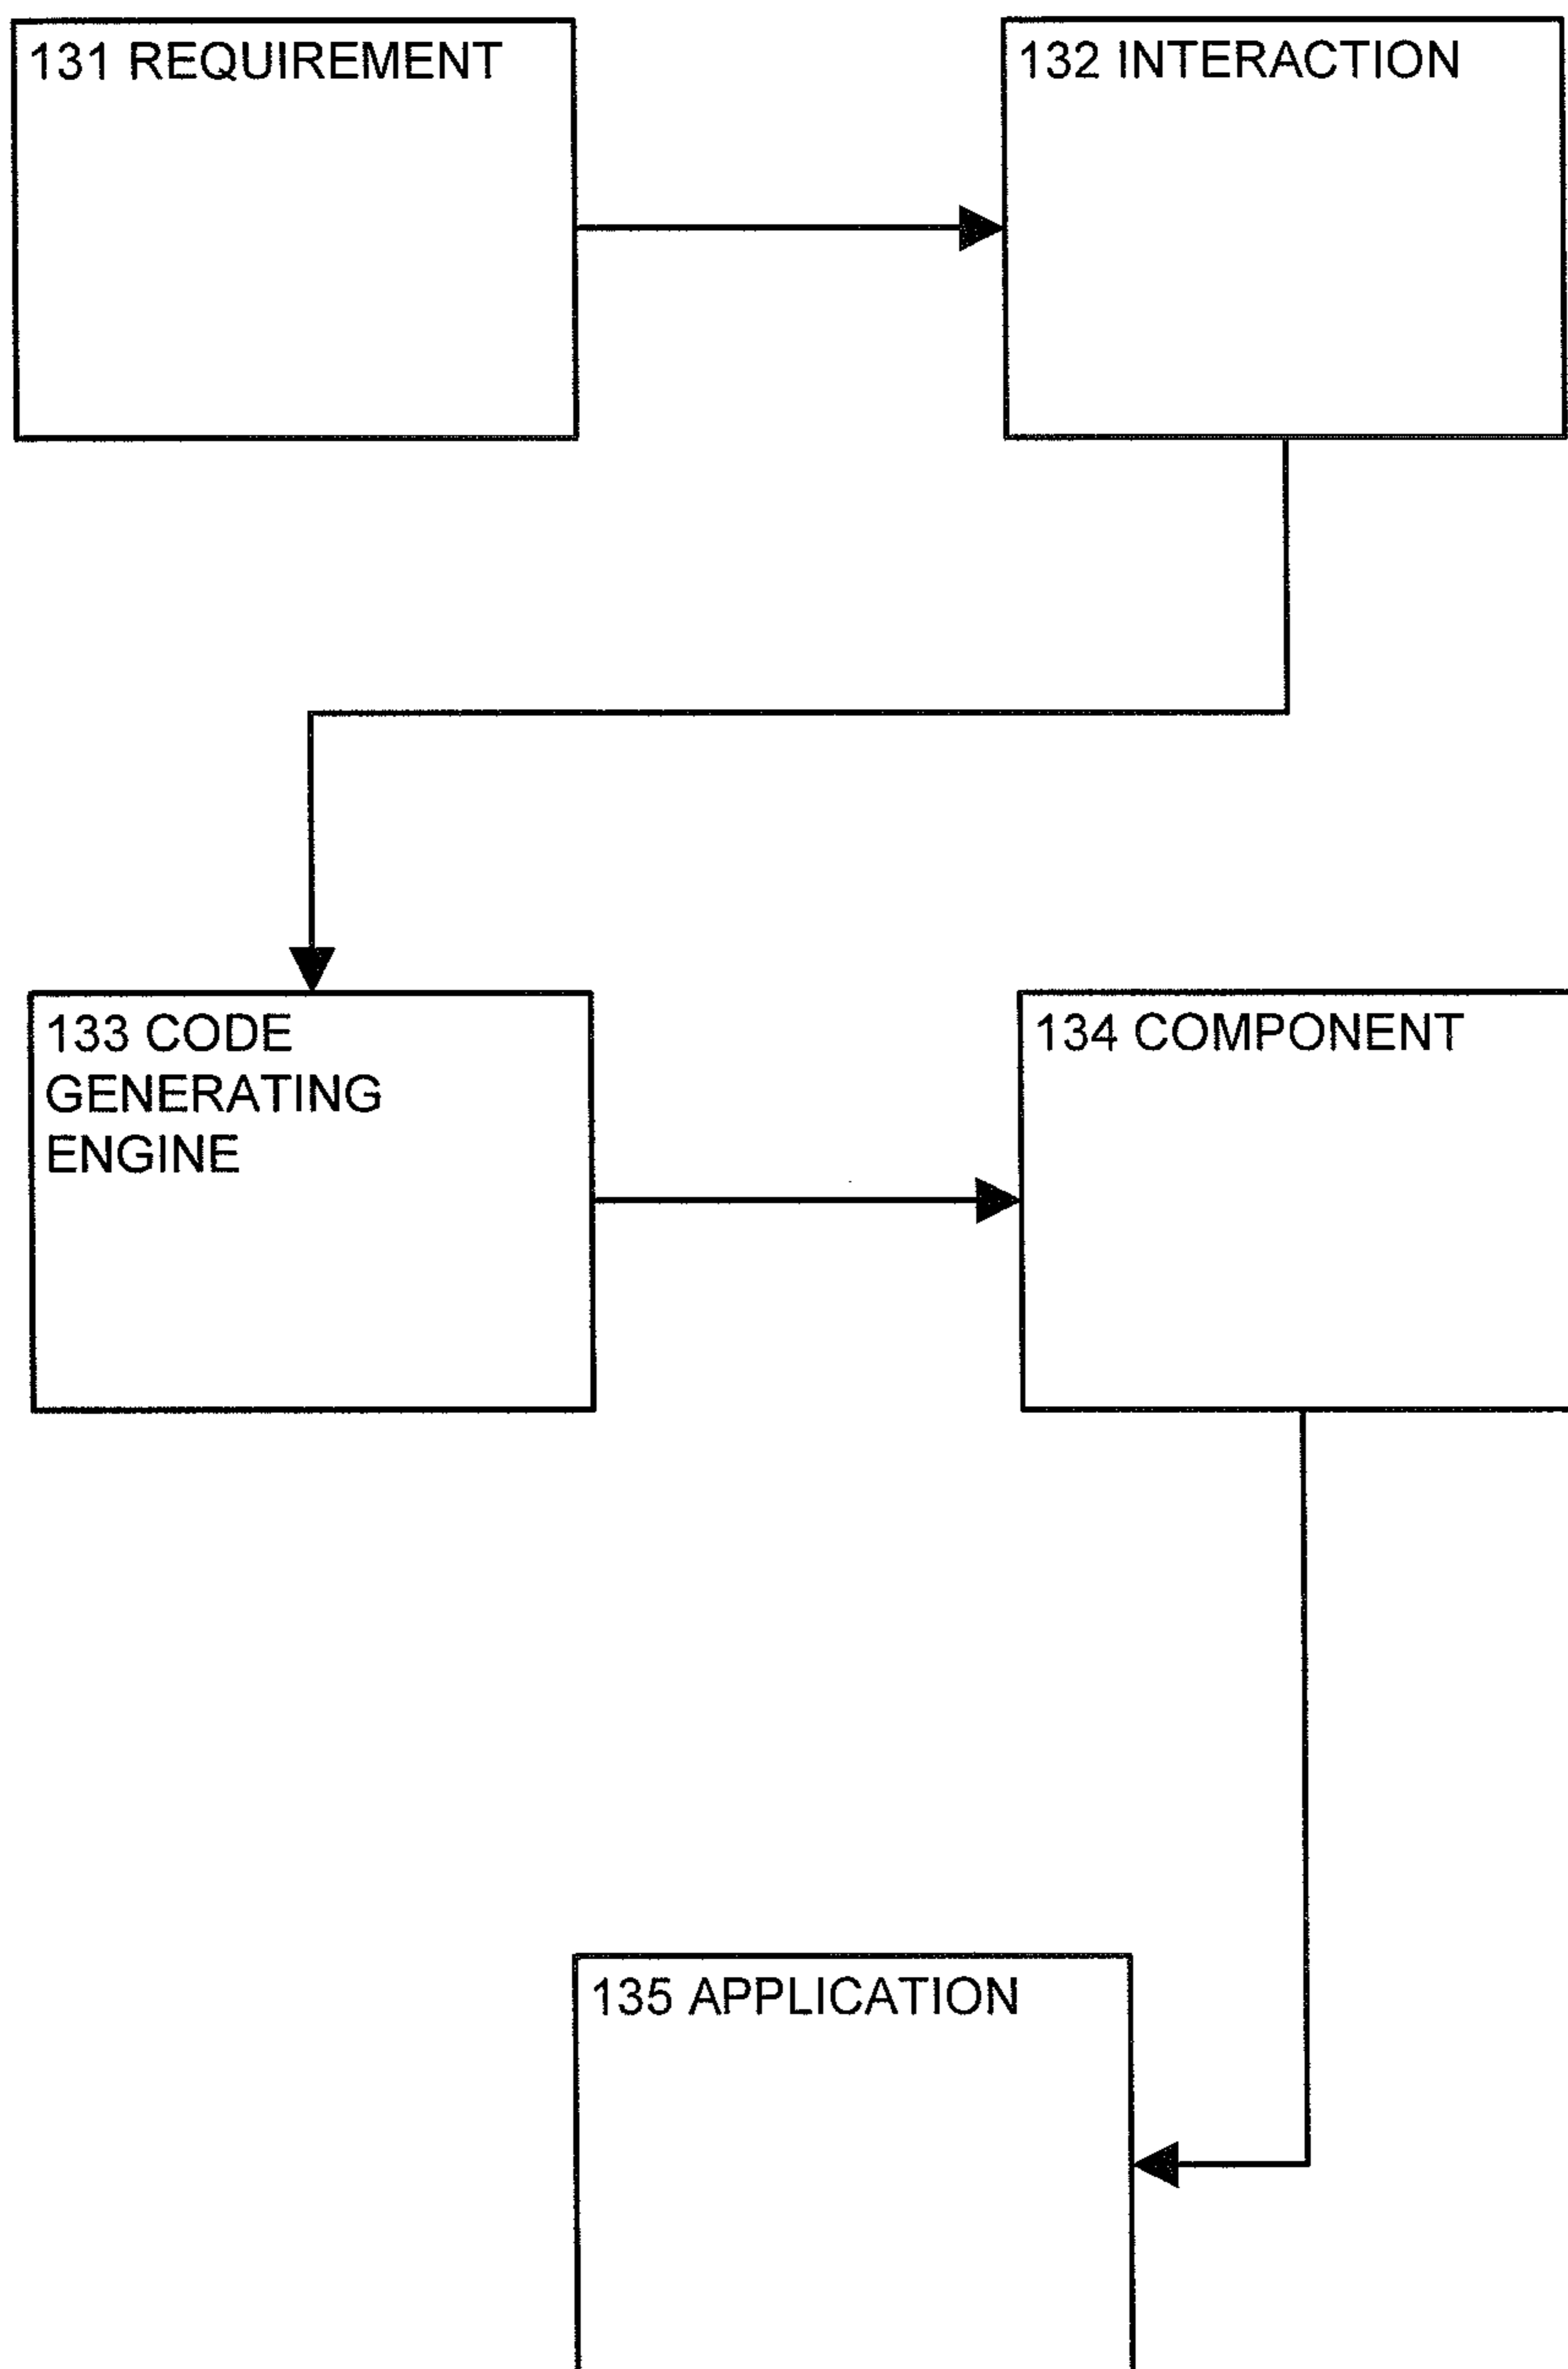 131 REQUIREMENT
132 INTERACTION
133 CODE
GENERATING
ENGINE
134 COMPONENT
135 APPLICATION